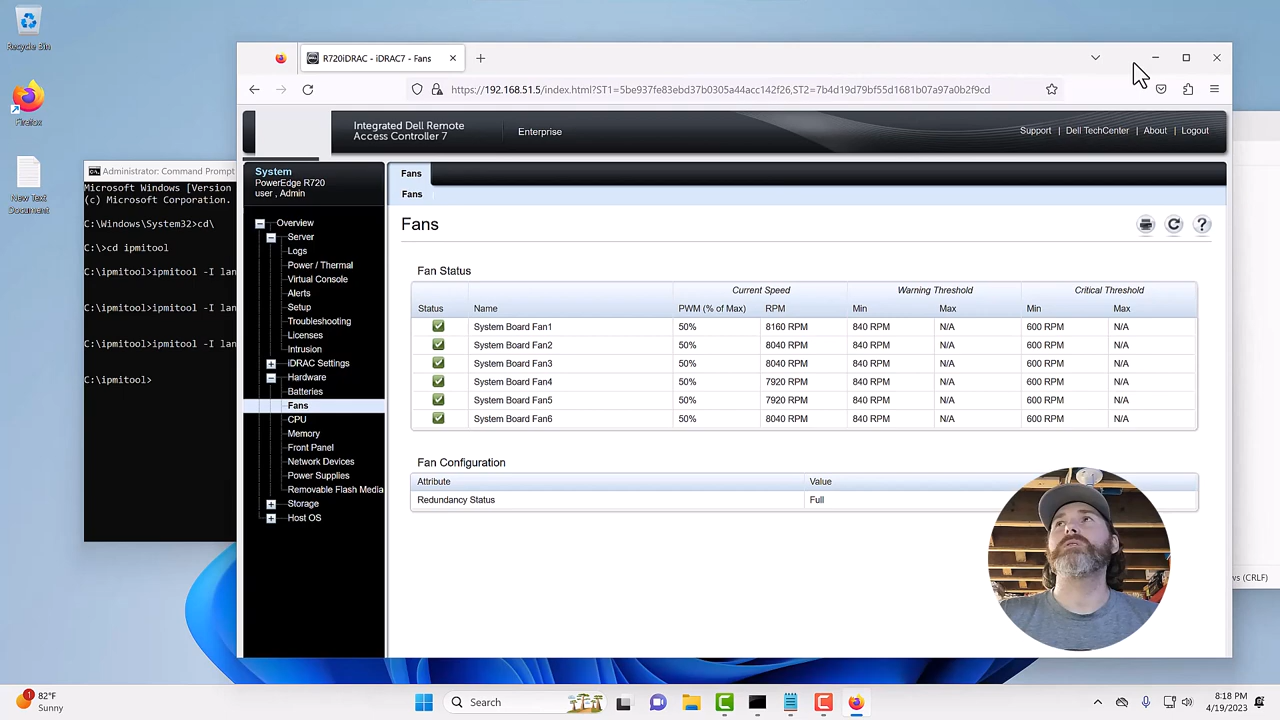 Recycle Bin
Firefox
New Text
Document
Administrator: Command Prompt
Microsoft Windows [Version
(c) Microsoft Corporation.
C:\Windows\System32>cd\
C:\>cd ipmitool
C:\ipmitool>ipmitool -I lan
C:\ipmitool>ipmitool -I lan
C:\ipmitool>ipmitool -I lan
C:\ipmitool>
R720iDRAC - iDRAC7 - Fans
https://192.168.51.5/index.html?ST1=5be937fe83ebd37b0305a44acc142f26,ST2=7b4d19d79bf55d1681b07a97a0b2f9cd
Integrated Dell Remote
Access Controller 7
Enterprise
Support | Dell TechCenter | About | Logout
System
PowerEdge R720
user , Admin
Overview
Server
Logs
Power / Thermal
Virtual Console
Alerts
Setup
Troubleshooting
Licenses
Intrusion
iDRAC Settings
Hardware
Batteries
Fans
CPU
Memory
Front Panel
Network Devices
Power Supplies
Removable Flash Media
Storage
Host OS
Fans
Fans
Fans
Fan Status
Current Speed Warning Threshold Critical Threshold
Status Name PWM (% of Max) RPM Min Max Min Max
System Board Fan1 50% 8160 RPM 840 RPM N/A 600 RPM N/A
System Board Fan2 50% 8040 RPM 840 RPM N/A 600 RPM N/A
System Board Fan3 50% 8040 RPM 840 RPM N/A 600 RPM N/A
System Board Fan4 50% 7920 RPM 840 RPM N/A 600 RPM N/A
System Board Fan5 50% 7920 RPM 840 RPM N/A 600 RPM N/A
System Board Fan6 50% 8040 RPM 840 RPM N/A 600 RPM N/A
Fan Configuration
Attribute Value
Redundancy Status Full
ws (CRLF)
1
82°F
Sunny
Search
8:18 PM
4/19/2023